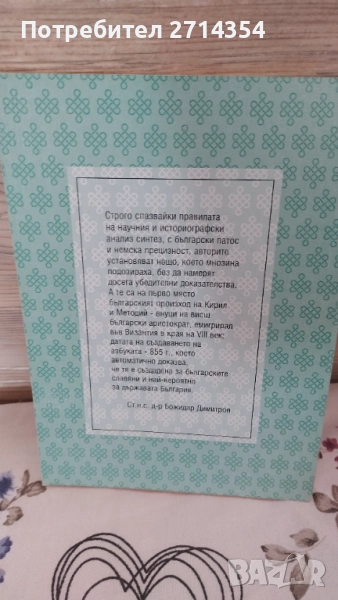 Потребител 2714354
Строго спазвайки правилата
на научния и историографски
анализ синтез, с български патос
и немска прецизност, авторите
установяват нещо, което мнозина
подозираха, без да намерят
досега убедителни доказателства.
А те са на първо място
българският произход на Кирил
и Методий - внуци на висш
български аристократ, емигрирал
във Византия в края на VIII век;
датата на създаването на
азбуката - 855 г., което
автоматично доказва,
че тя е създадена за българските
славяни и най-вероятно
за държавата България.
Ст.н.с. д-р Божидар Димитров
BAZAR